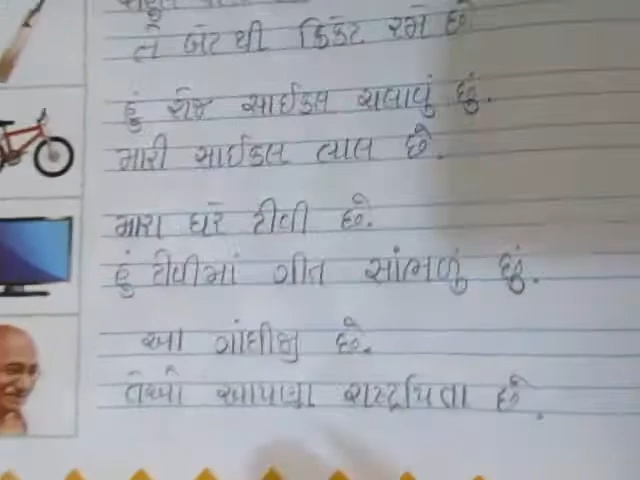 તે બેટ થી ક્રિકેટ રમે છે
હું રોજ સાઈકલ ચલાવું છું.
મારી સાઈકલ લાલ છે.
મારા ઘરે ટીવી છે.
હું ટીવીમાં ગીત સાંભળું છું.
આ ગાંધીજી છે.
તેઓ આપણા રાષ્ટ્રપિતા છે.